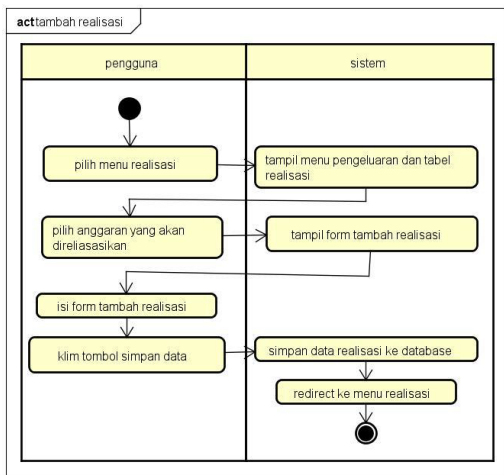 act tambah realisasi
pengguna
sistem
pilih menu realisasi
tampil menu pengeluaran dan tabel
realisasi
pilih anggaran yang akan
direliasasikan
tampil form tambah realisasi
isi form tambah realisasi
klim tombol simpan data
simpan data realisasi ke database
redirect ke menu realisasi